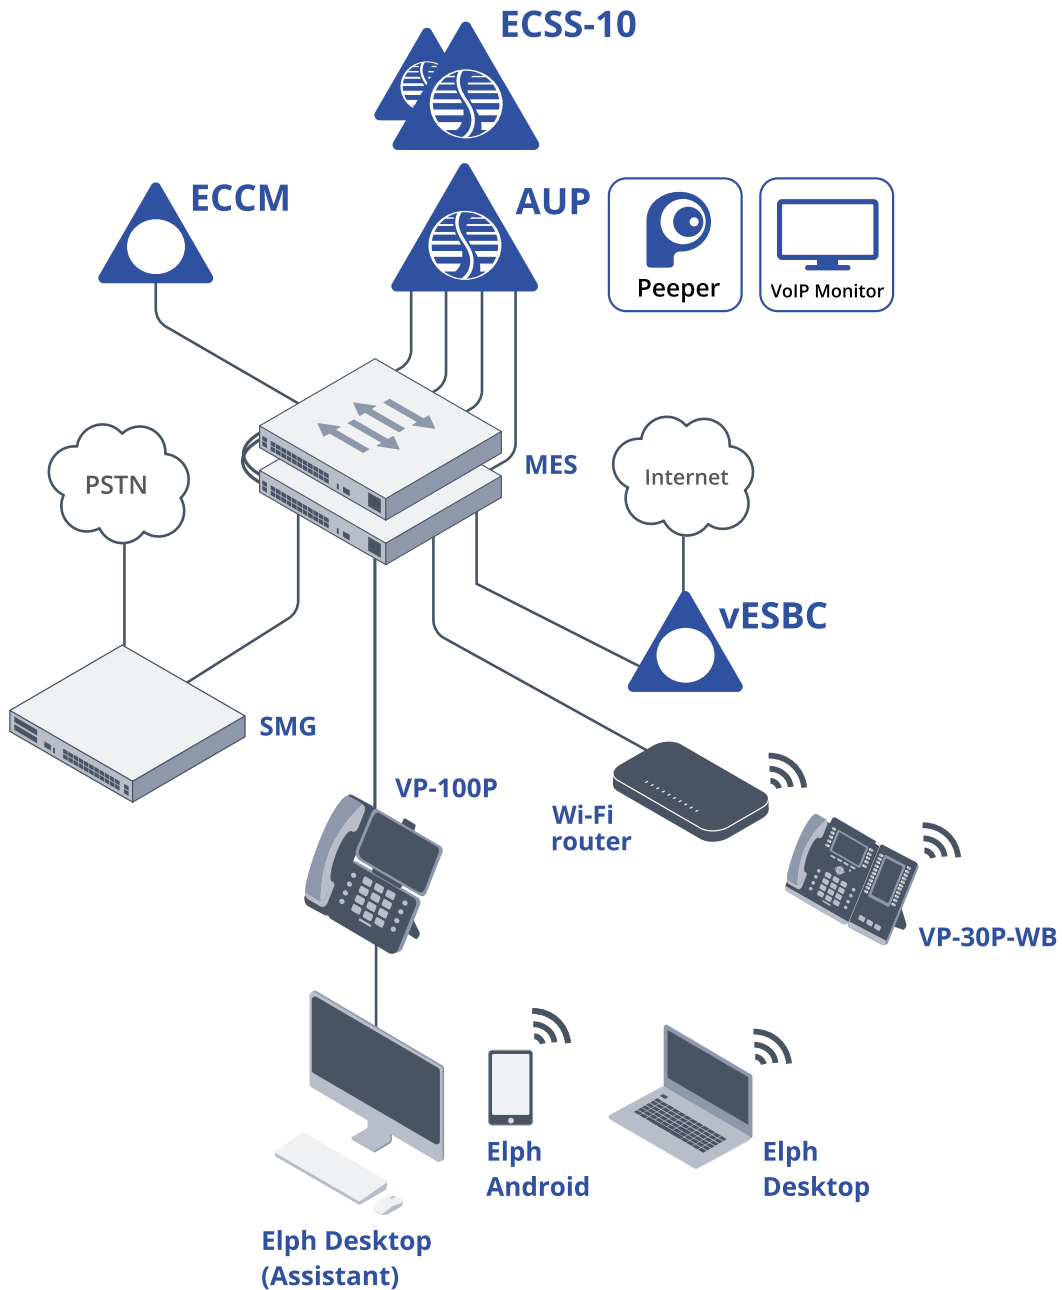 ECSS-10
ECCM
AUP
Peeper
VoIP Monitor
MES
PSTN
Internet
vESBC
SMG
VP-100P
Wi-Fi
router
VP-30P-WB
Elph
Android
Elph
Desktop
Elph Desktop
(Assistant)